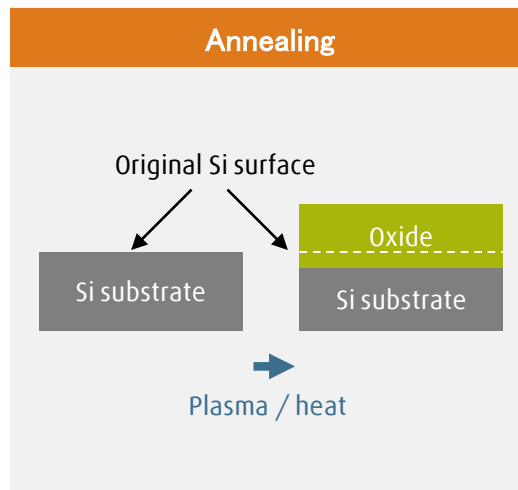 Annealing
Original Si surface
Oxide
Si substrate
Si substrate
Plasma / heat